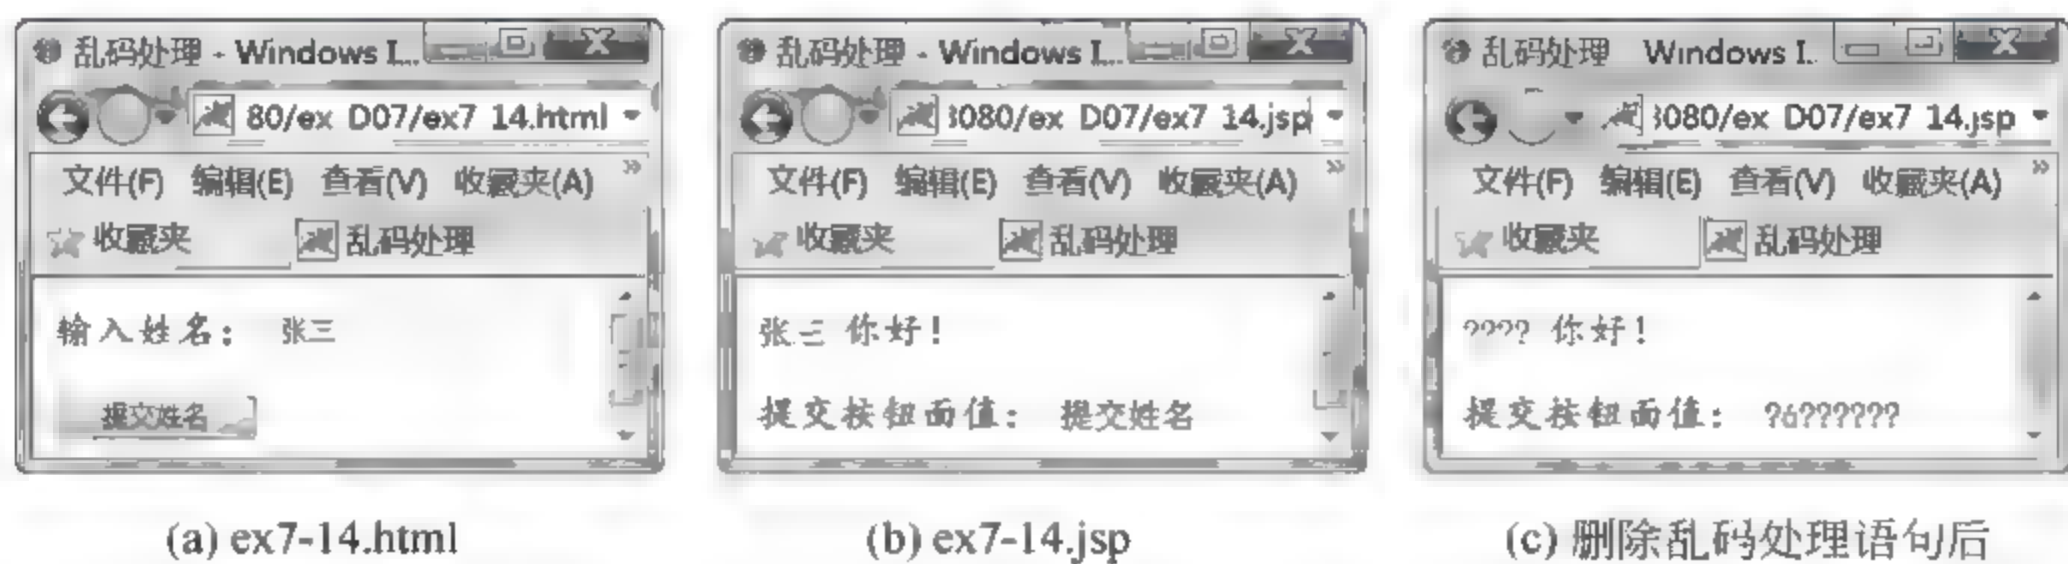 乱码处理 - Windows I...
80/ex D07/ex7 14.html
文件(F) 编辑(E) 查看(V) 收藏夹(A) »
收藏夹 乱码处理
输入姓名： 张三
提交姓名
(a) ex7-14.html
乱码处理 - Windows I...
3080/ex D07/ex7 14.jsp
文件(F) 编辑(E) 查看(V) 收藏夹(A) »
收藏夹 乱码处理
张三 你好！
提交按钮面值： 提交姓名
(b) ex7-14.jsp
乱码处理 Windows I..
3080/ex D07/ex7 14.jsp
文件(F) 编辑(E) 查看(V) 收藏夹(A) »
收藏夹 乱码处理
???? 你好！
提交按钮面值： ?ó??????
(c) 删除乱码处理语句后